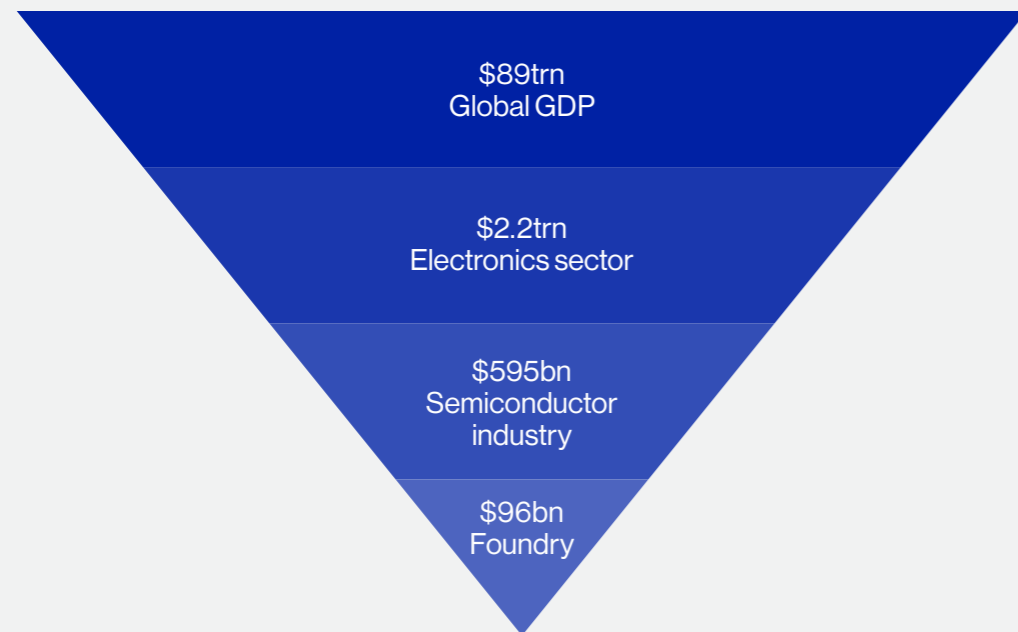 $89trn
Global GDP
$2.2trn
Electronics sector
$595bn
Semiconductor
industry
$96bn
Foundry